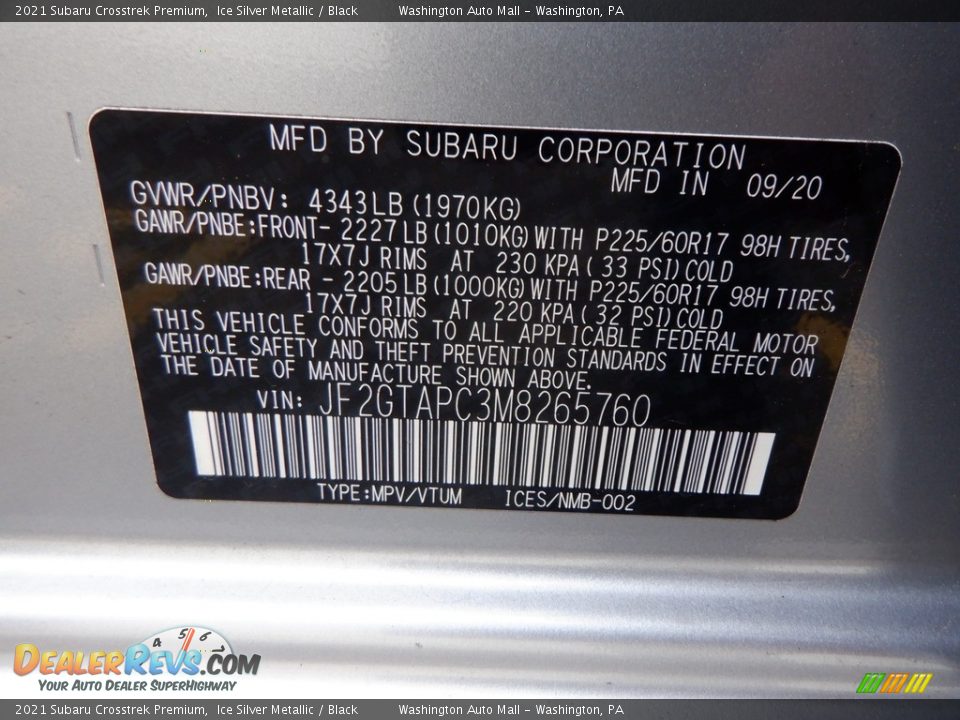 2021 Subaru Crosstrek Premium, Ice Silver Metallic / Black Washington Auto Mall - Washington, PA
MFD BY SUBARU CORPORATION
MFD IN 09/20
GVWR/PNBV: 4343LB (1970KG)
GAWR/PNBE:FRONT- 2227LB(1010KG)WITH P225/60R17 98H TIRES,
17X7J RIMS AT 230 KPA( 33 PSI)COLD
GAWR/PNBE:REAR - 2205LB(1000KG)WITH P225/60R17 98H TIRES,
17X7J RIMS AT 220 KPA( 32 PSI)COLD
THIS VEHICLE CONFORMS TO ALL APPLICABLE FEDERAL MOTOR
VEHICLE SAFETY AND THEFT PREVENTION STANDARDS IN EFFECT ON
THE DATE OF MANUFACTURE SHOWN ABOVE.
VIN: JF2GTAPC3M8265760
TYPE:MPV/VTUM ICES/NMB-002
4 5 6
DEALERREVS.COM
YOUR AUTO DEALER SUPERHIGHWAY
2021 Subaru Crosstrek Premium, Ice Silver Metallic / Black Washington Auto Mall - Washington, PA